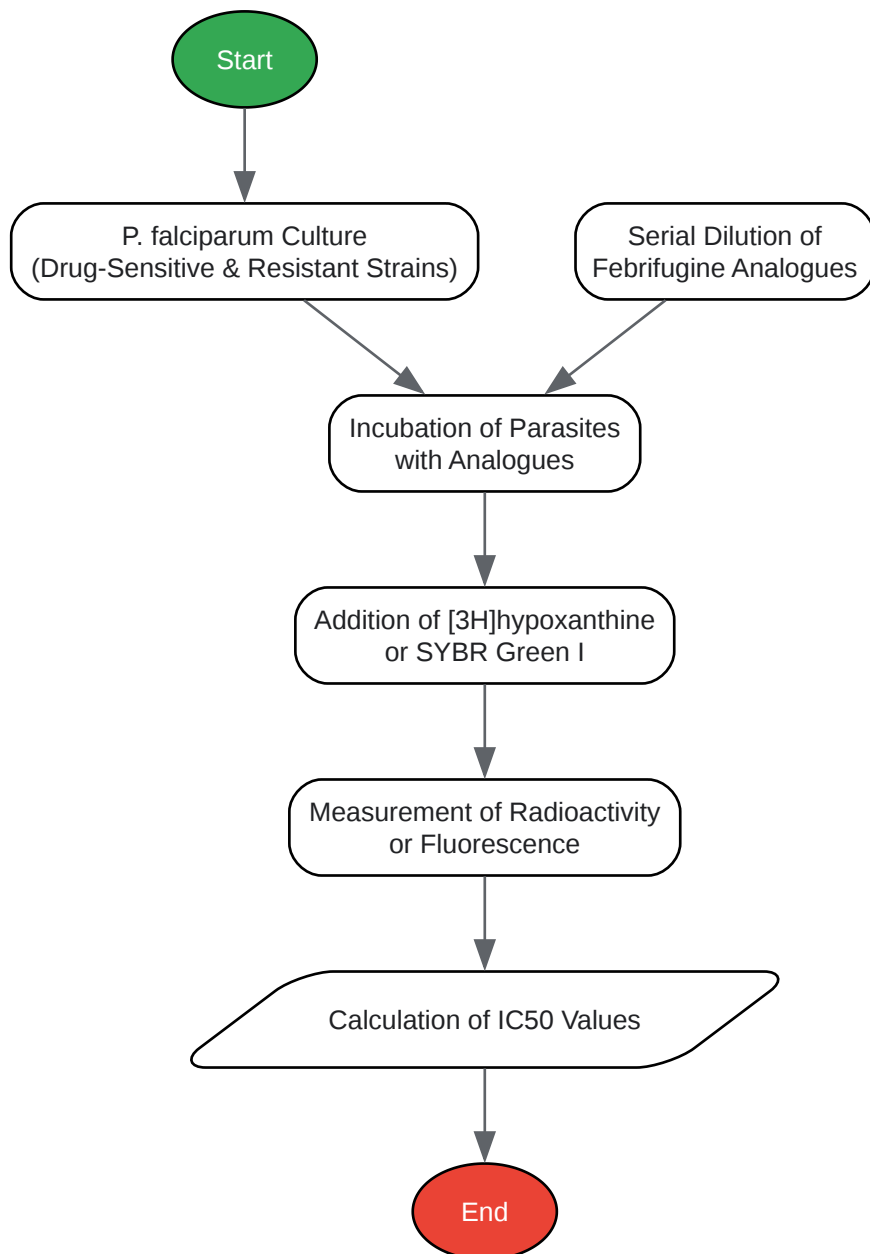 Start
P. falciparum Culture
(Drug-Sensitive & Resistant Strains)
Serial Dilution of
Febrifugine Analogues
Incubation of Parasites
with Analogues
Addition of [3H]hypoxanthine
or SYBR Green I
Measurement of Radioactivity
or Fluorescence
Calculation of IC50 Values
End